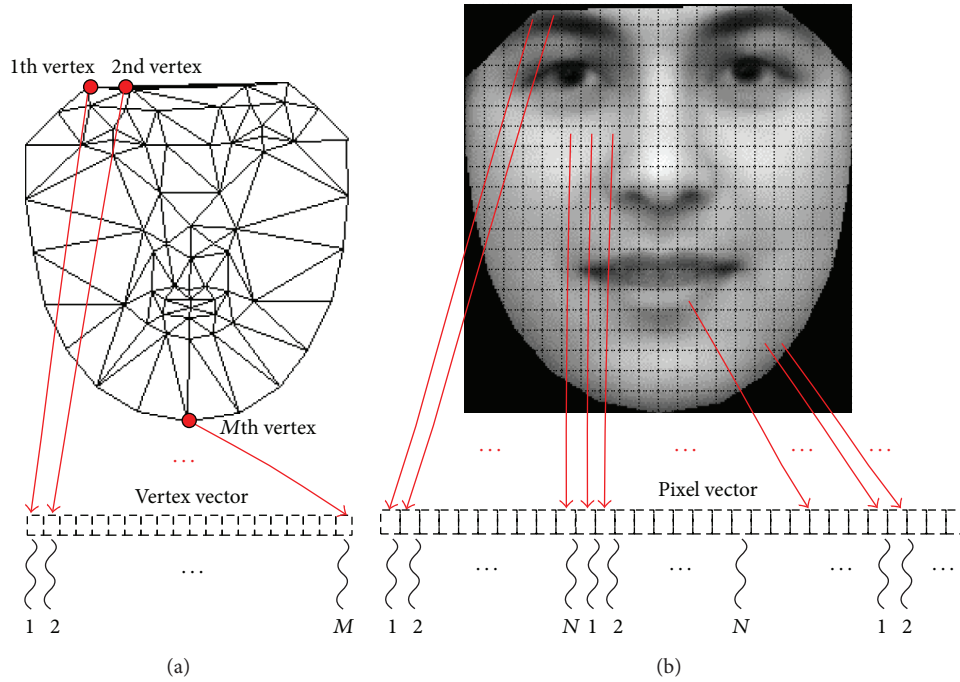 1th vertex 2nd vertex
Mth vertex
... ... ... ...
...
Vertex vector Pixel vector
... ... ... ... ...
1 2 M 1 2 N 1 2 N 1 2
(a) (b)